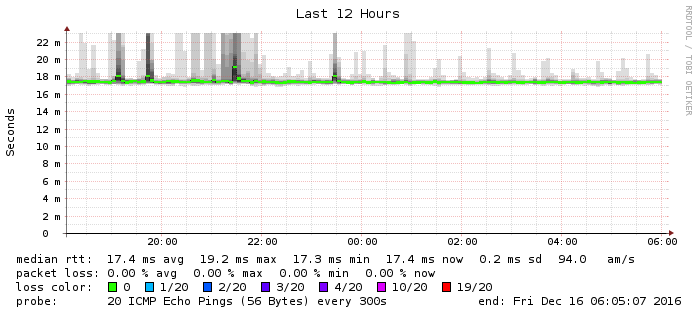 Last 12 Hours
RRDTOOL / TOBI OETIKER
Seconds
22 m
20 m
18 m
16 m
14 m
12 m
10 m
8 m
6 m
4 m
2 m
0
20:00 22:00 00:00 02:00 04:00 06:00
median rtt: 17.4 ms avg 19.2 ms max 17.3 ms min 17.4 ms now 0.2 ms sd 94.0 am/s
packet loss: 0.00 % avg 0.00 % max 0.00 % min 0.00 % now
loss color: 0 1/20 2/20 3/20 4/20 10/20 19/20
probe: 20 ICMP Echo Pings (56 Bytes) every 300s end: Fri Dec 16 06:05:07 2016